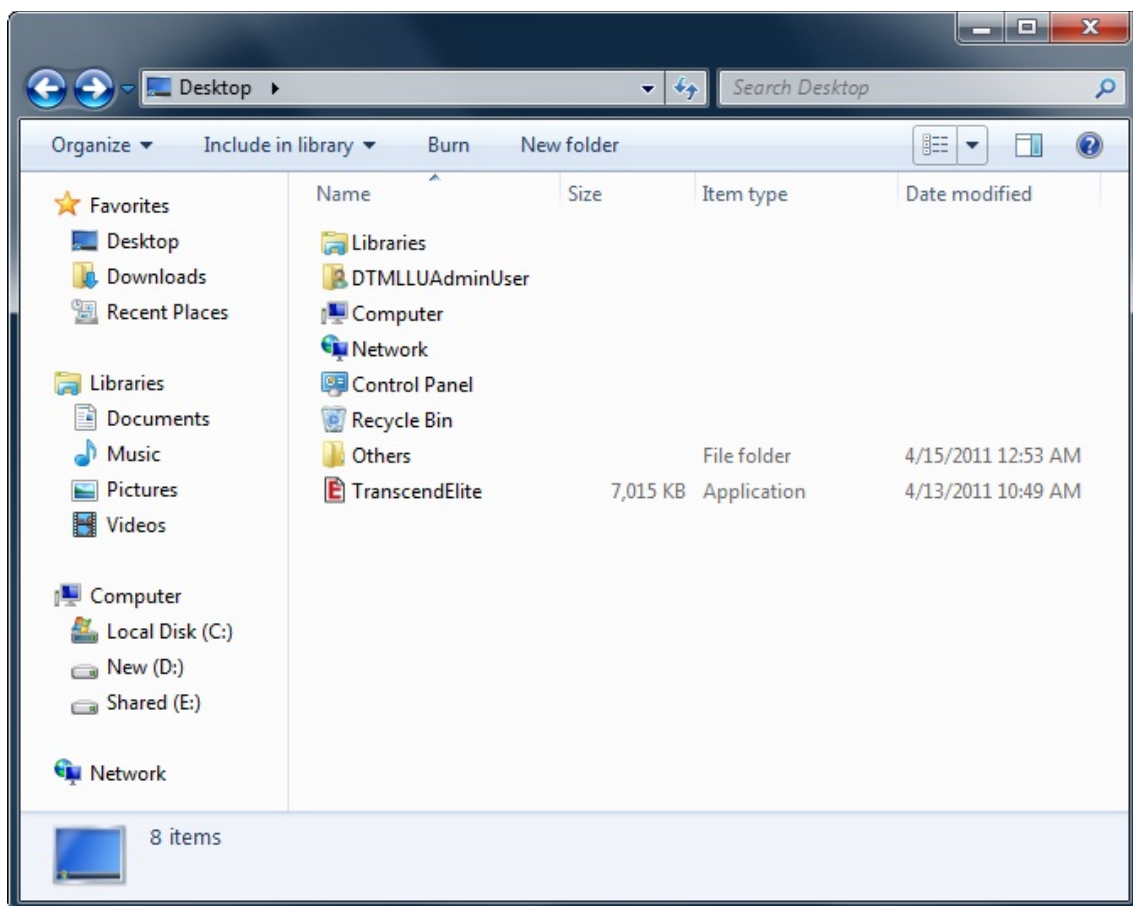 Desktop
Search Desktop
Organize Include in library Burn New folder
Favorites
Desktop
Downloads
Recent Places
Libraries
Documents
Music
Pictures
Videos
Computer
Local Disk (C:)
New (D:)
Shared (E:)
Network
Name Size Item type Date modified
Libraries
DTMLLUAdminUser
Computer
Network
Control Panel
Recycle Bin
Others File folder 4/15/2011 12:53 AM
TranscendElite 7,015 KB Application 4/13/2011 10:49 AM
8 items